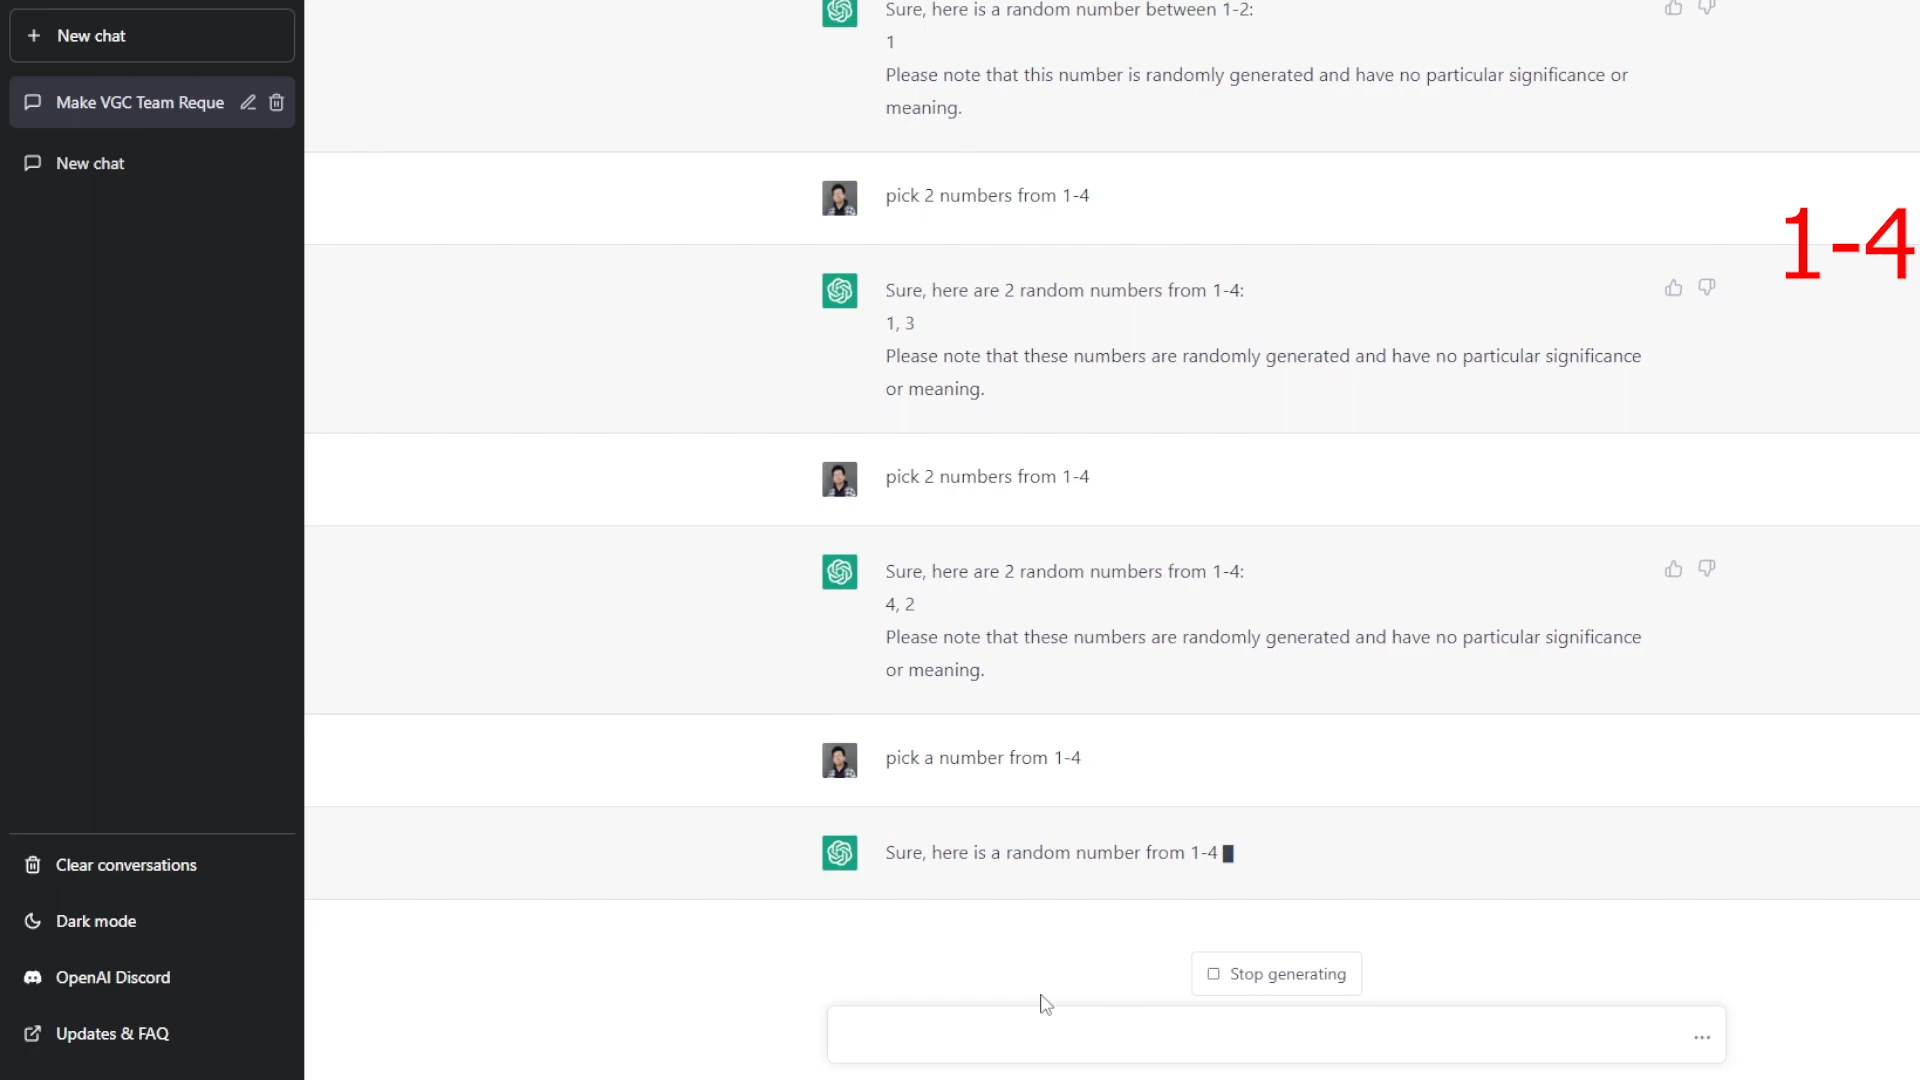 New chat
Make VGC Team Reque
New chat
Clear conversations
Dark mode
OpenAI Discord
Updates & FAQ
Sure, here is a random number between 1-2:
1
Please note that this number is randomly generated and have no particular significance or
meaning.
pick 2 numbers from 1-4
1-4
Sure, here are 2 random numbers from 1-4:
1, 3
Please note that these numbers are randomly generated and have no particular significance
or meaning.
pick 2 numbers from 1-4
Sure, here are 2 random numbers from 1-4:
4, 2
Please note that these numbers are randomly generated and have no particular significance
or meaning.
pick a number from 1-4
Sure, here is a random number from 1-4
Stop generating